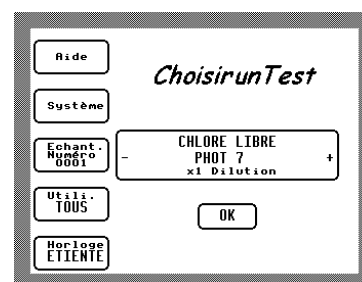 Aide
ChoisirunTest
Système
Echant.
Numéro
0001
CHLORE LIBRE
- PHOT 7 +
x1 Dilution
Utili.
TOUS
OK
Horloge
ETIENTE